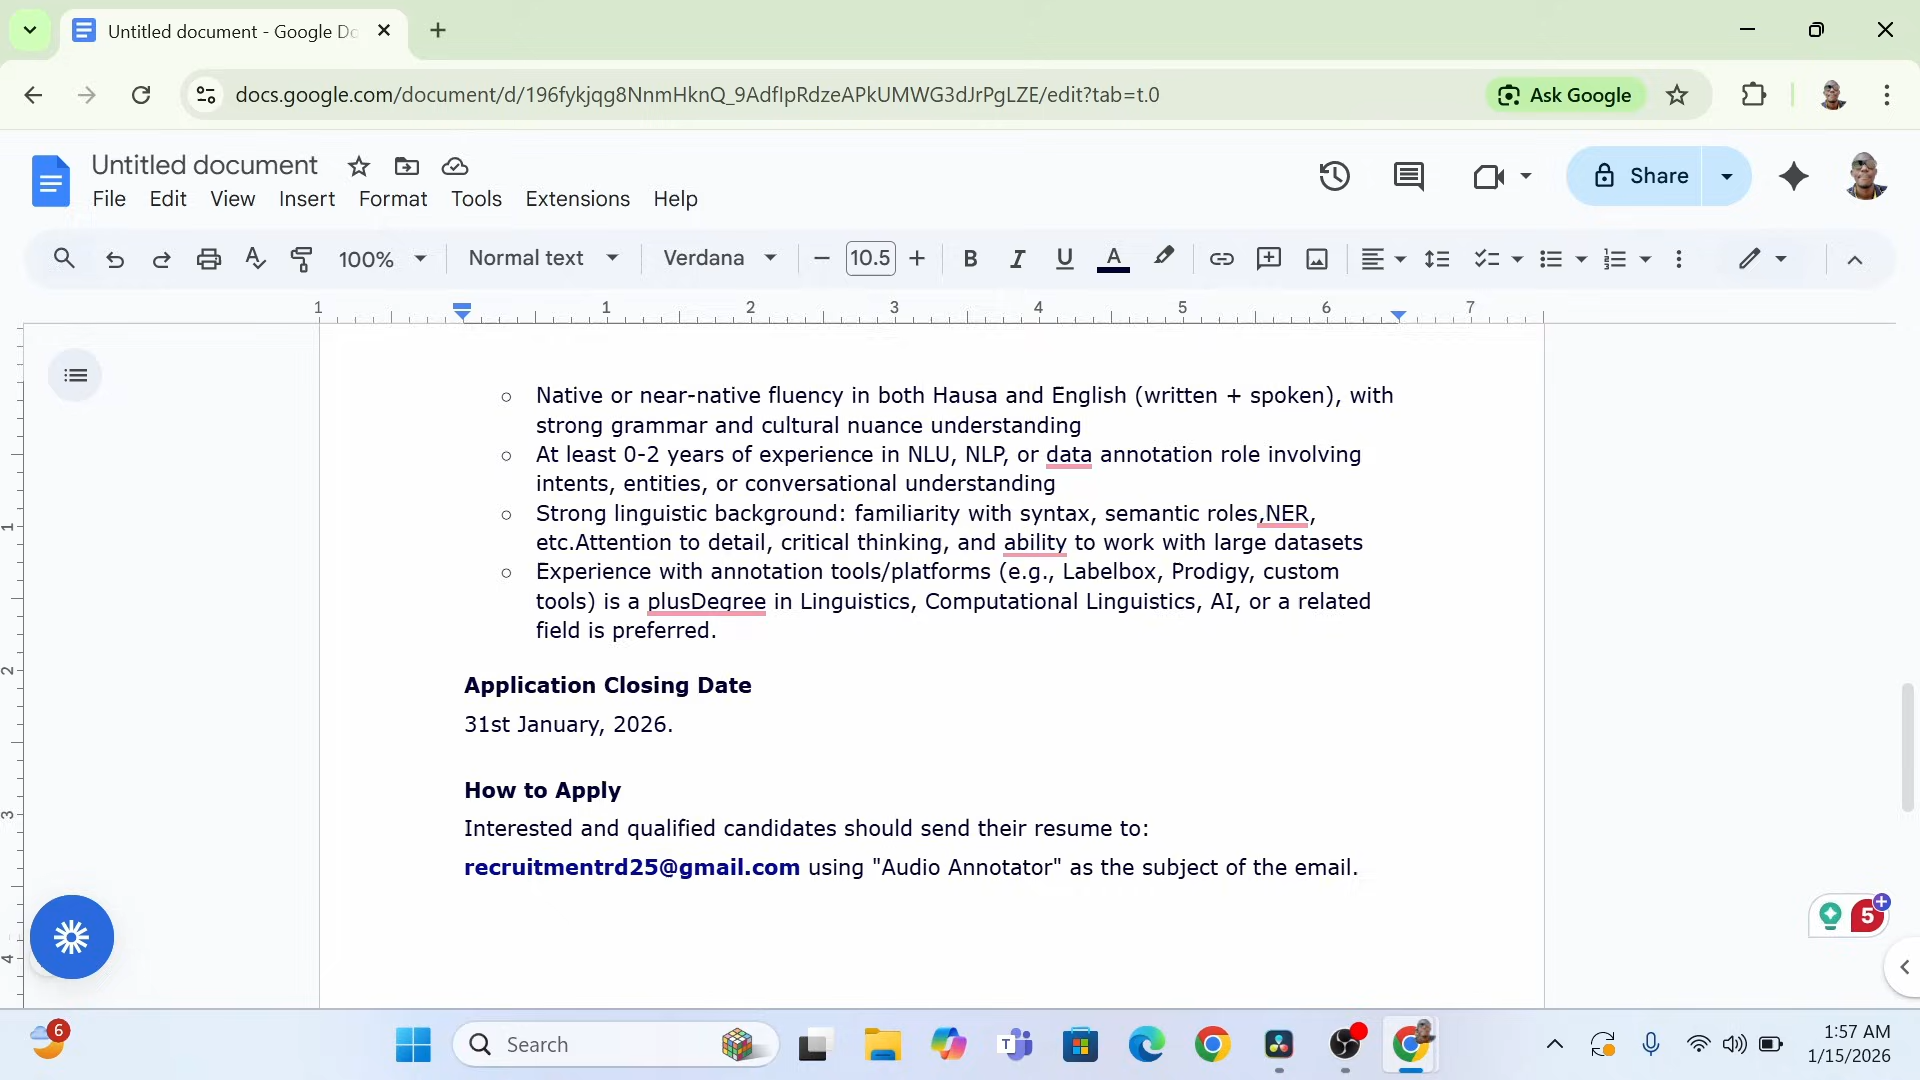 Untitled document - Google Do
docs.google.com/document/d/196fykjqg8NnmHknQ_9AdfIpRdzeAPkUMWG3dJrPgLZE/edit?tab=t.0
Ask Google
Untitled document
File Edit View Insert Format Tools Extensions Help
Share
100% Normal text Verdana 10.5 B I U A
1 1 2 3 4 5 6 7
Native or near-native fluency in both Hausa and English (written + spoken), with
strong grammar and cultural nuance understanding
At least 0-2 years of experience in NLU, NLP, or data annotation role involving
intents, entities, or conversational understanding
Strong linguistic background: familiarity with syntax, semantic roles,NER,
etc.Attention to detail, critical thinking, and ability to work with large datasets
Experience with annotation tools/platforms (e.g., Labelbox, Prodigy, custom
tools) is a plusDegree in Linguistics, Computational Linguistics, AI, or a related
field is preferred.
Application Closing Date
31st January, 2026.
How to Apply
Interested and qualified candidates should send their resume to:
recruitmentrd25@gmail.com using "Audio Annotator" as the subject of the email.
1
2
3
4
5
6
Search
1:57 AM
1/15/2026